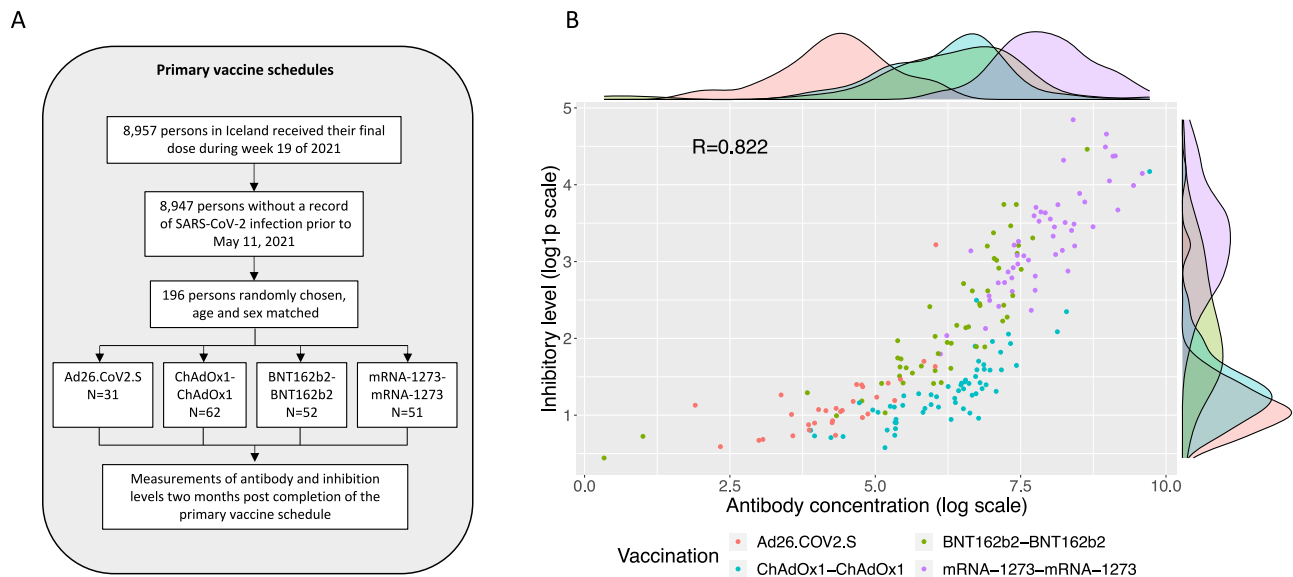 A
Primary vaccine schedules
8,957 persons in Iceland received their final
dose during week 19 of 2021
8,947 persons without a record
of SARS-CoV-2 infection prior to
May 11, 2021
196 persons randomly chosen,
age and sex matched
Ad26.CoV2.S
N=31
ChAdOx1-
ChAdOx1
N=62
BNT162b2-
BNT162b2
N=52
mRNA-1273-
mRNA-1273
N=51
Measurements of antibody and inhibition
levels two months post completion of the
primary vaccine schedule
B
R=0.822
Inhibitory level (log1p scale)
5
4
3
2
1
0.0
2.5
5.0
7.5
10.0
Antibody concentration (log scale)
Vaccination
Ad26.COV2.S
BNT162b2−BNT162b2
ChAdOx1−ChAdOx1
mRNA−1273−mRNA−1273